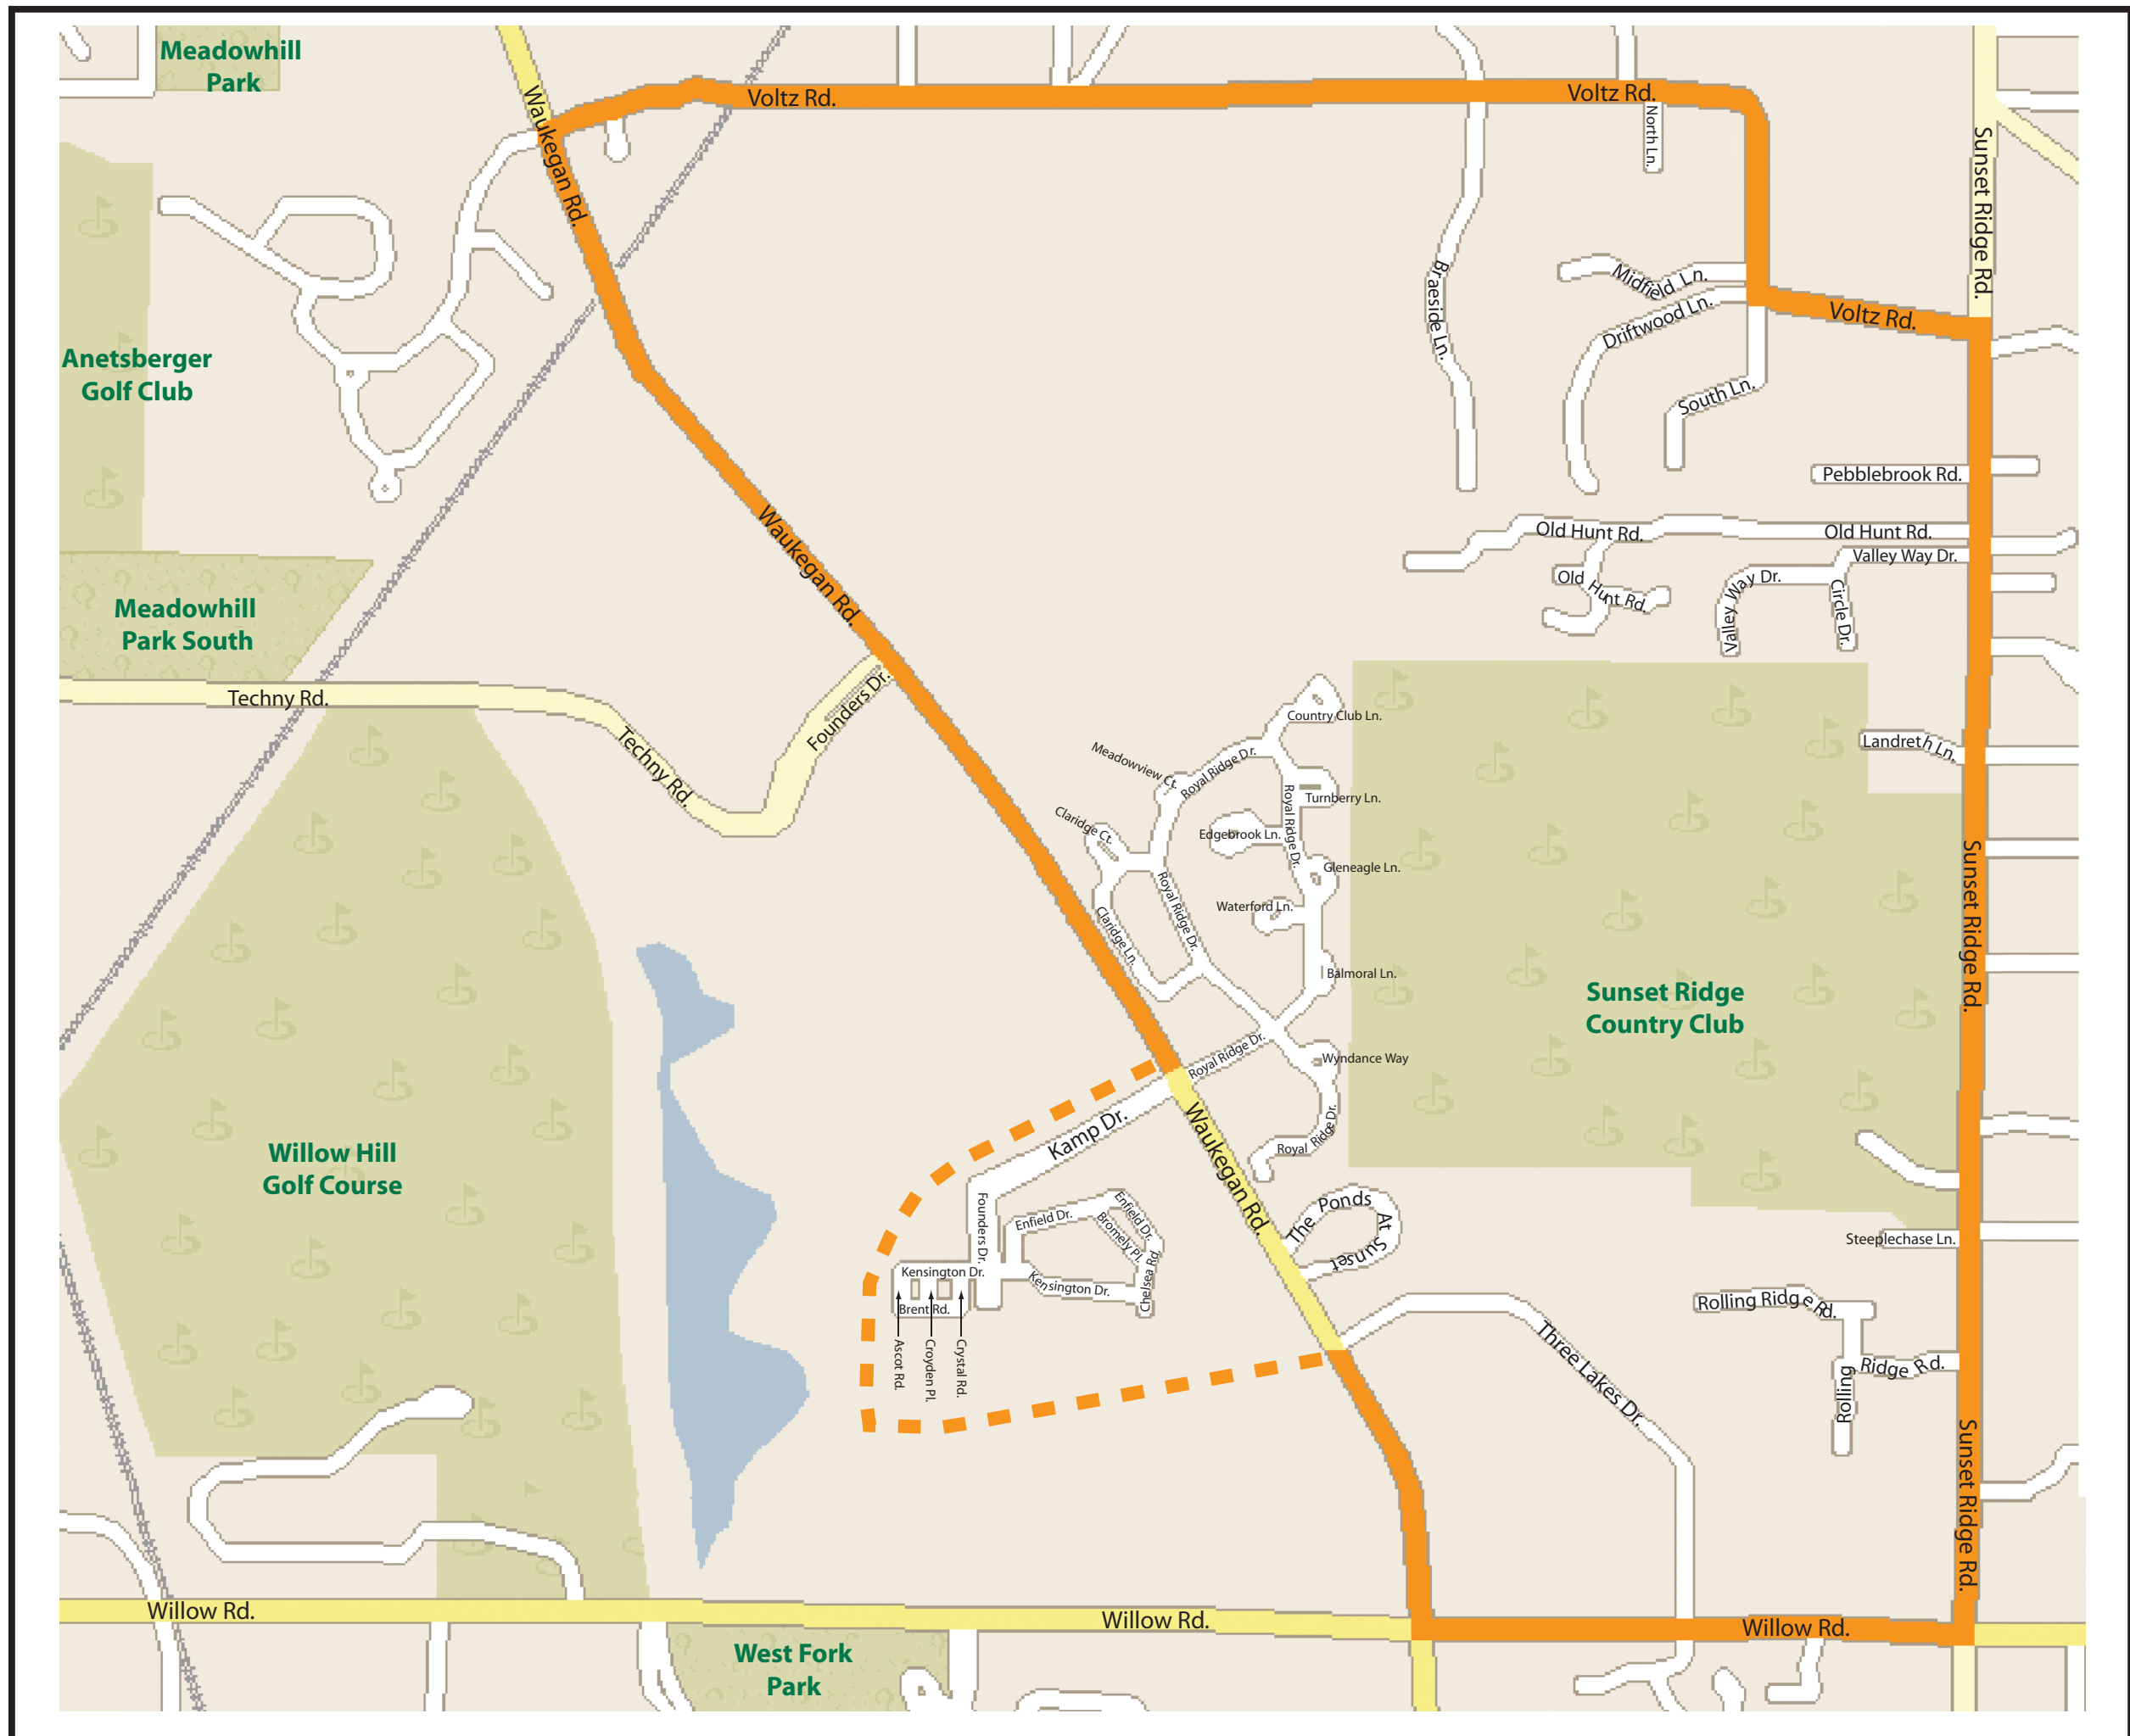 Meadowhill
Park
Waukegan Rd.
Voltz Rd.
Voltz Rd.
North Ln.
Sunset Ridge Rd.
Waukegan Rd.
Braeside Ln.
Midfield Ln.
Driftwood Ln.
Voltz Rd.
South Ln.
Anetsberger
Golf Club
Pebblebrook Rd.
Waukegan Rd.
Old Hunt Rd.
Old Hunt Rd.
Valley Way Dr.
Old Hunt Rd.
Valley Way Dr.
Circle Dr.
Meadowhill
Park South
Techny Rd.
Founders Dr.
Techny Rd.
Country Club Ln.
Meadowview Ct.
Royal Ridge Dr.
Landreth Ln.
Turnberry Ln.
Royal Ridge Dr.
Claridge Ct.
Edgebrook Ln.
Gleneagle Ln.
Royal Ridge Dr.
Waterford Ln.
Claridge Ln.
Sunset Ridge Rd.
Balmoral Ln.
Sunset Ridge
Country Club
Royal Ridge Dr.
Wyndance Way
Kamp Dr.
Waukegan Rd.
Royal Ridge Dr.
Willow Hill
Golf Course
Founders Dr.
Enfield Dr.
Enfield Dr.
Bromely Pl.
The Ponds At Sunset
Steeplechase Ln.
Kensington Dr.
Kensington Dr.
Chelsea Rd.
Brent Rd.
Ascot Rd.
Croyden Pl.
Crystal Rd.
Rolling Ridge Rd.
Three Lakes Dr.
Rolling Ridge Rd.
Sunset Ridge Rd.
Willow Rd.
Willow Rd.
Willow Rd.
West Fork
Park